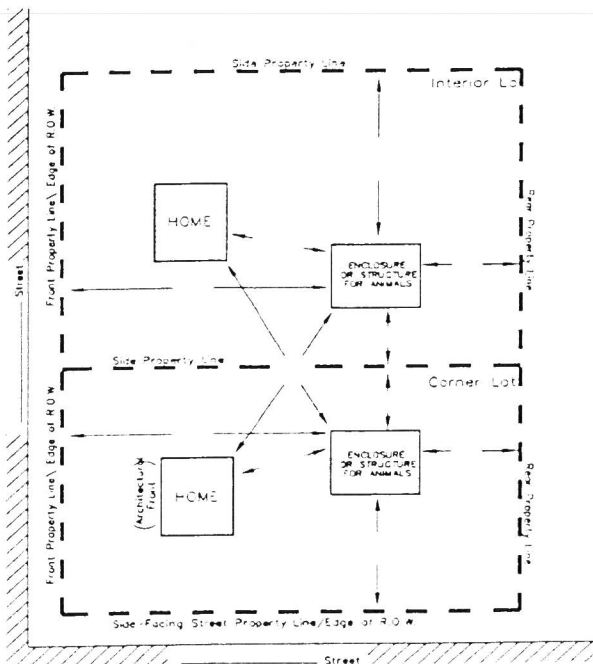 Side Property Line
Interior Lo
Front Property Line\ Edge of R.O.W.
HOME
Rear Property Line
ENCLOSURE
OR STRUCTURE
FOR ANIMALS
Street
Side Property Line
Corner Lot
Front Property Line\ Edge of R.O.W.
(Architectural
Front)
HOME
ENCLOSURE
OR STRUCTURE
FOR ANIMALS
Rear Property Line
Side-Facing Street Property Line/Edge of R.O.W.
Street